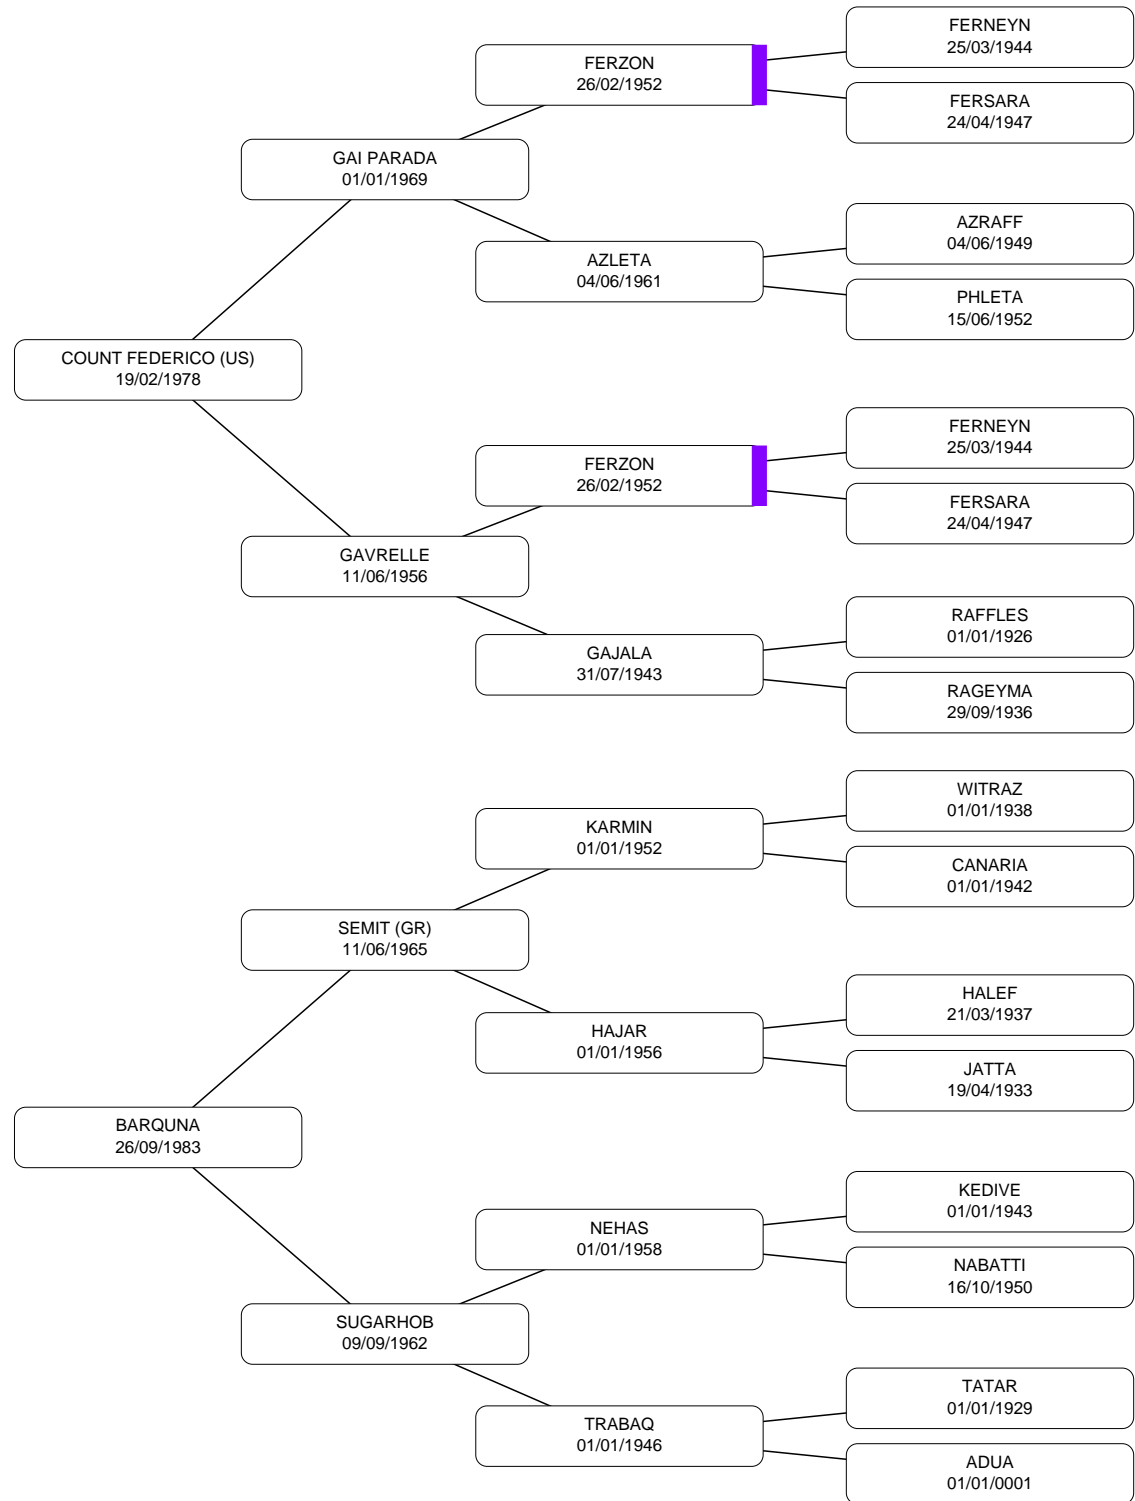 FERNEYN
25/03/1944
FERZON
26/02/1952
FERSARA
24/04/1947
GAI PARADA
01/01/1969
AZRAFF
04/06/1949
AZLETA
04/06/1961
PHLETA
15/06/1952
COUNT FEDERICO (US)
19/02/1978
FERNEYN
25/03/1944
FERZON
26/02/1952
FERSARA
24/04/1947
GAVRELLE
11/06/1956
RAFFLES
01/01/1926
GAJALA
31/07/1943
RAGEYMA
29/09/1936
WITRAZ
01/01/1938
KARMIN
01/01/1952
CANARIA
01/01/1942
SEMIT (GR)
11/06/1965
HALEF
21/03/1937
HAJAR
01/01/1956
JATTA
19/04/1933
BARQUNA
26/09/1983
KEDIVE
01/01/1943
NEHAS
01/01/1958
NABATTI
16/10/1950
SUGARHOB
09/09/1962
TATAR
01/01/1929
TRABAQ
01/01/1946
ADUA
01/01/0001